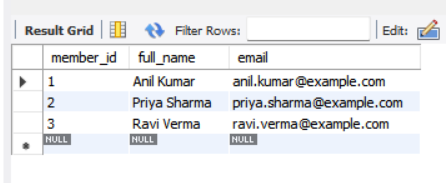 Result Grid Filter Rows: Edit:
member_id full_name email
1 Anil Kumar anil.kumar@example.com
2 Priya Sharma priya.sharma@example.com
3 Ravi Verma ravi.verma@example.com
NULL NULL NULL